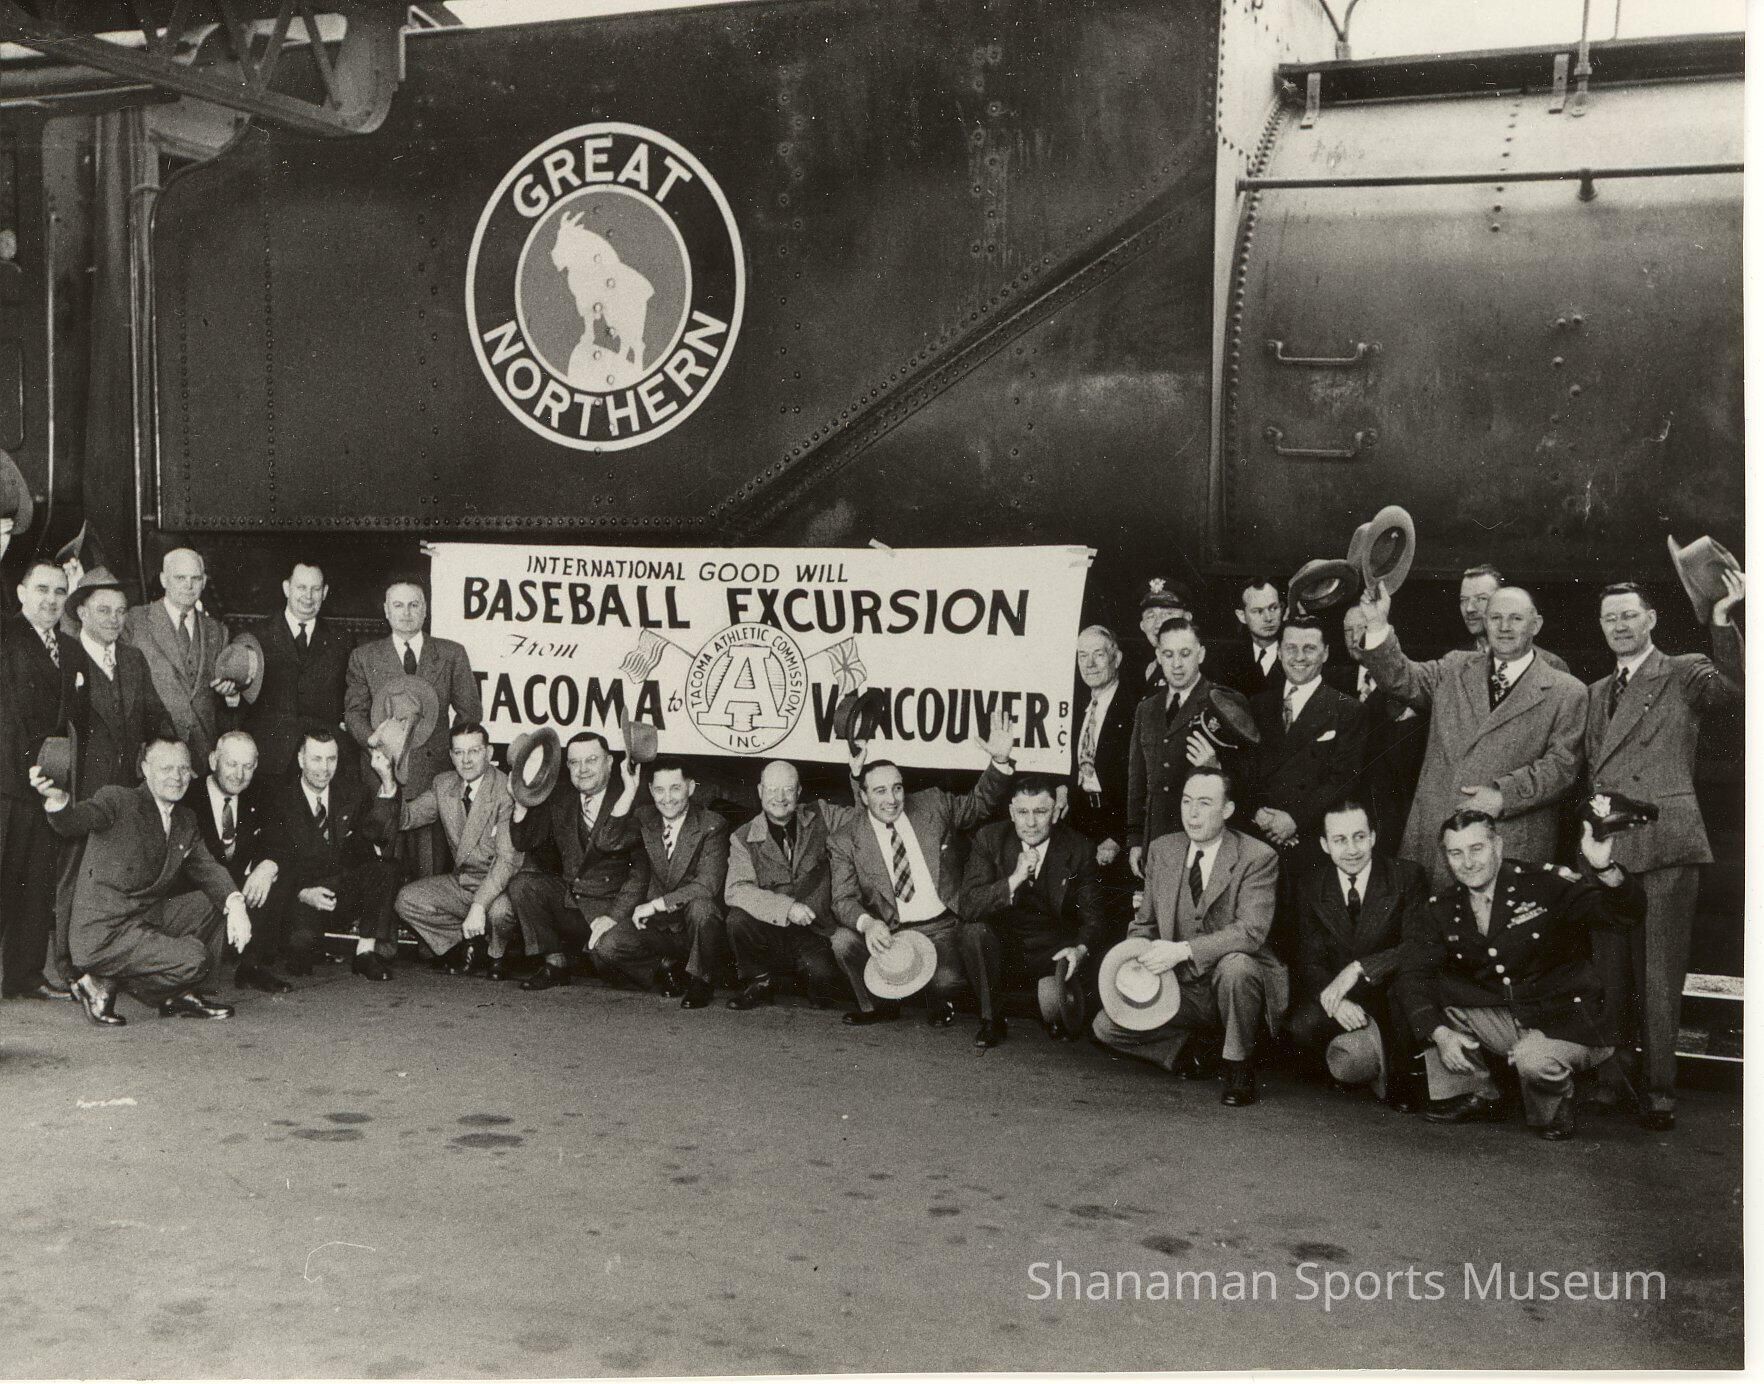 GREAT
NORTHERN
INTERNATIONAL GOOD WILL
BASEBALL EXCURSION
From
TACOMA to VANCOUVER B.C.
TACOMA ATHLETIC COMMISSION
A
INC.
Shanaman Sports Museum